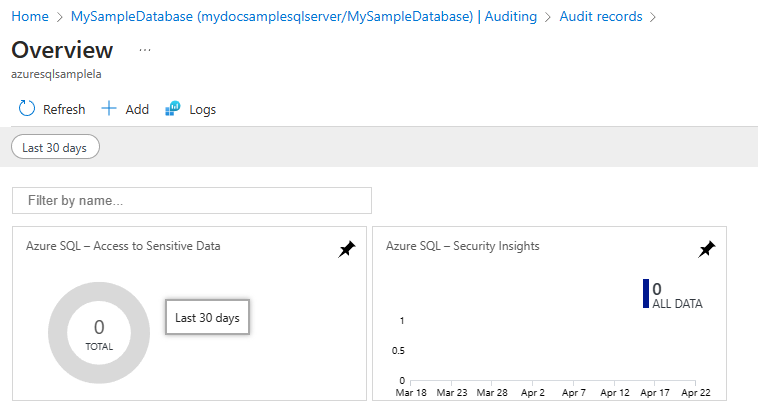 Home > MySampleDatabase (mydocsamplesqlserver/MySampleDatabase) | Auditing > Audit records >
Overview ...
azuresqlsamplela
Refresh + Add Logs
Last 30 days
Filter by name...
Azure SQL – Access to Sensitive Data
0
TOTAL
Last 30 days
Azure SQL – Security Insights
0
ALL DATA
1
0.5
0
Mar 18 Mar 23 Mar 28 Apr 2 Apr 7 Apr 12 Apr 17 Apr 22